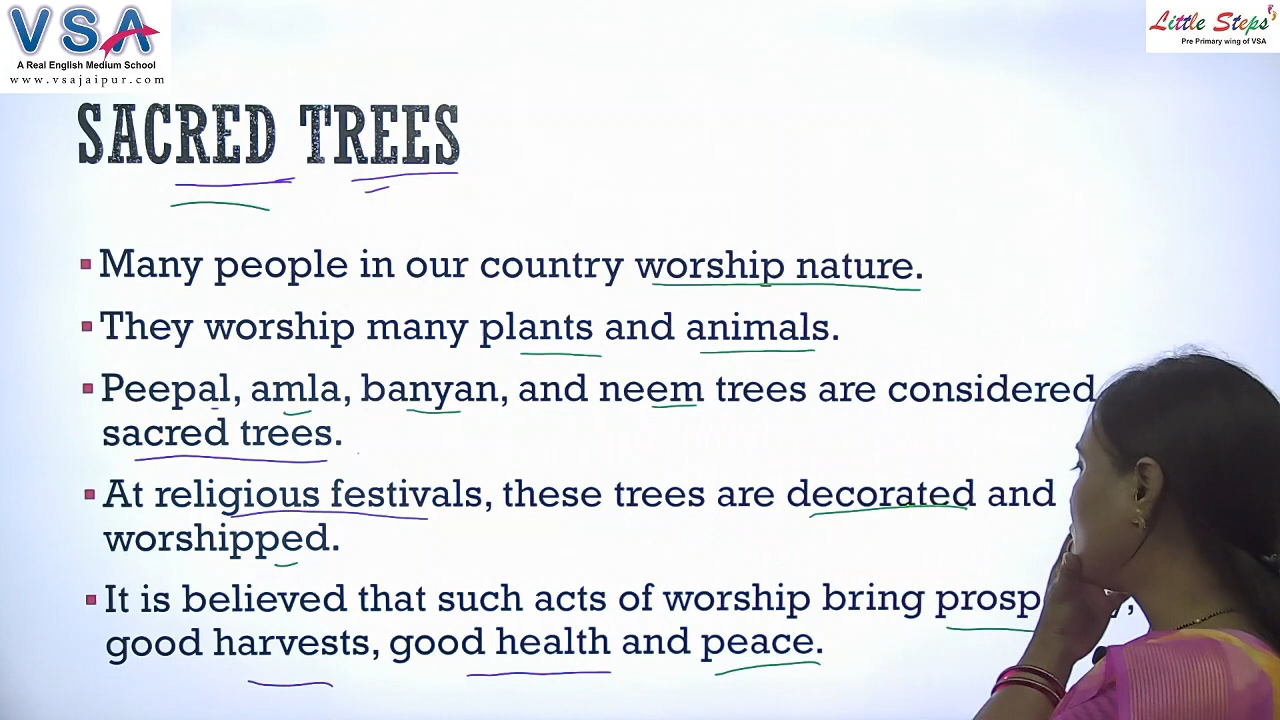 VSA
A Real English Medium School
www.vsajaipur.com
Little Steps
Pre Primary wing of VSA
SACRED TREES
Many people in our country worship nature.
They worship many plants and animals.
Peepal, amla, banyan, and neem trees are considered
sacred trees.
At religious festivals, these trees are decorated and
worshipped.
It is believed that such acts of worship bring
good harvests, good health and peace.